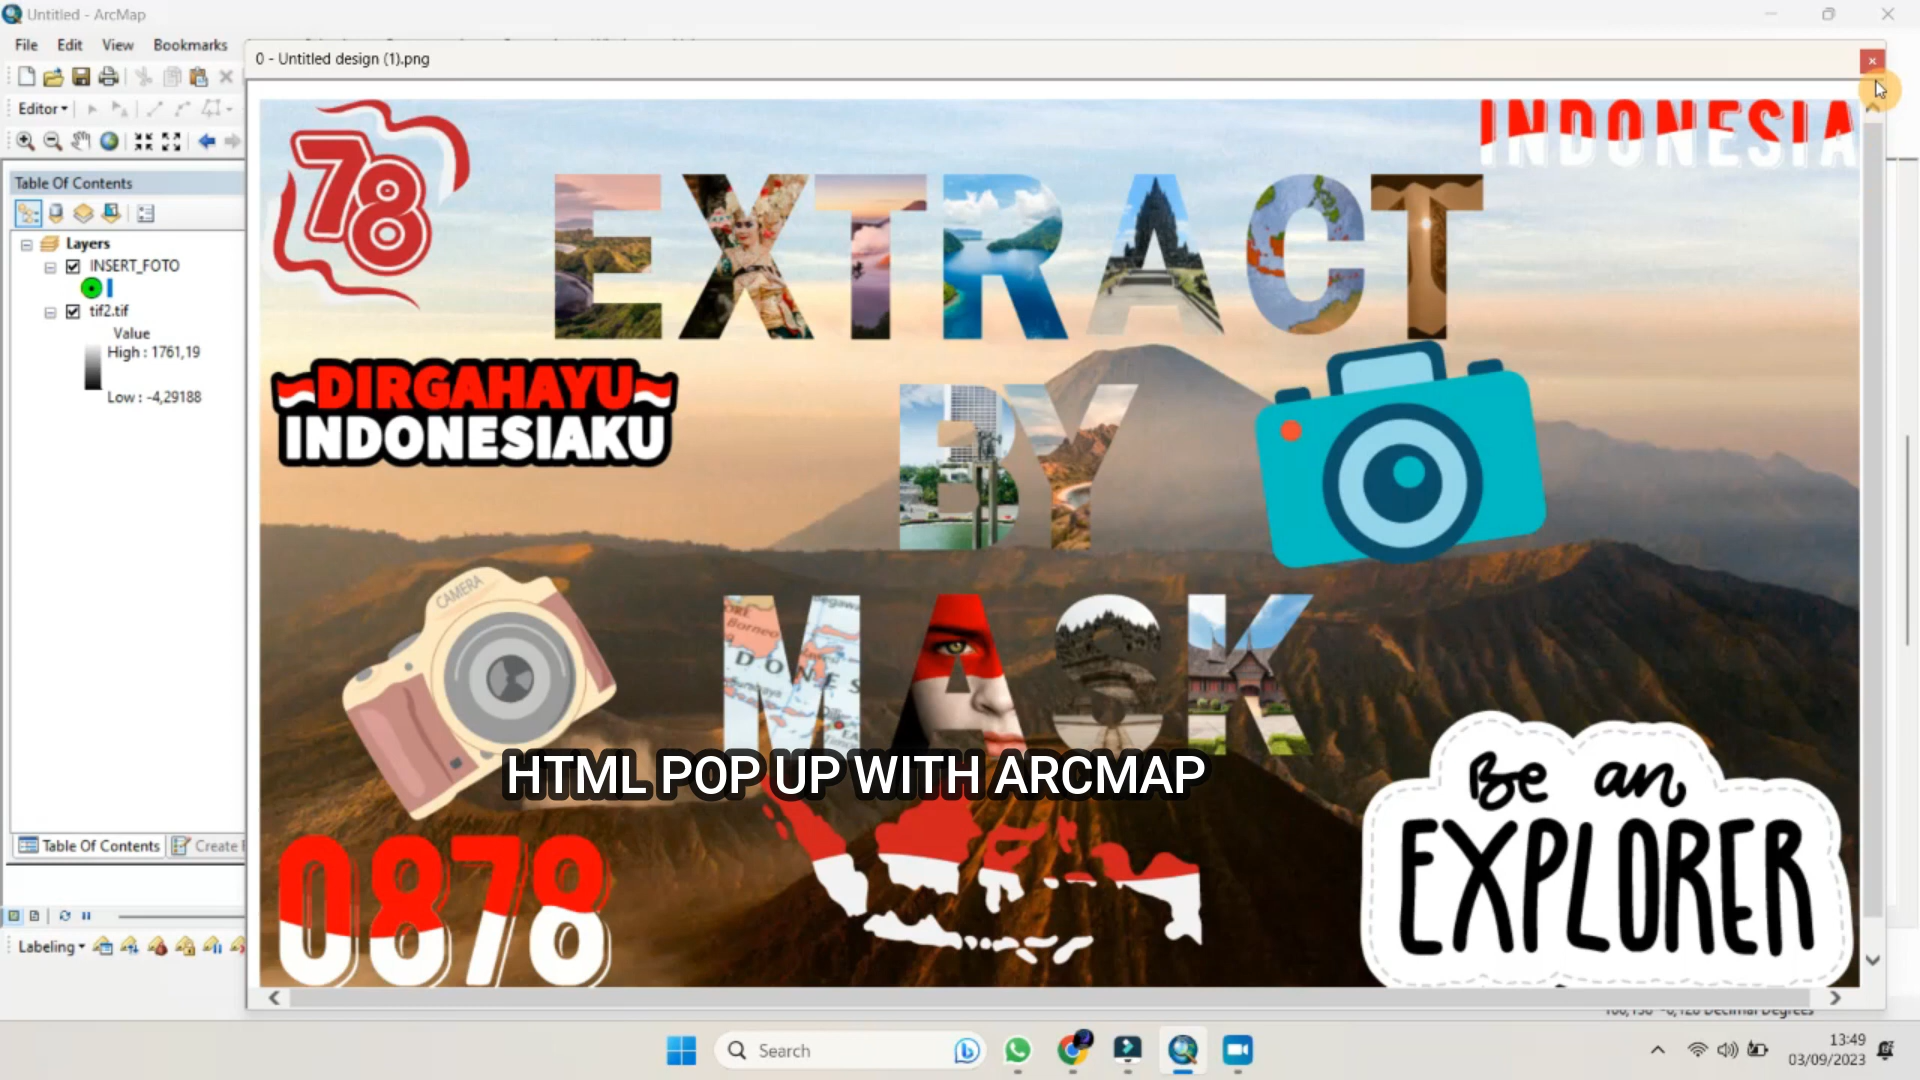 Untitled - ArcMap
File Edit View Bookmarks
0 - Untitled design (1).png
Editor
Table Of Contents
Layers
INSERT_FOTO
tif2.tif
Value
High : 1761,19
Low : -4,29188
Table Of Contents
Create
Labeling
78
INDONESIA
EXTRACT
DIRGAHAYU
INDONESIAKU
BY
CAMERA
MASK
Borneo
HTML POP UP WITH ARCMAP
0878
Be an
EXPLORER
Search
13:49
03/09/2023